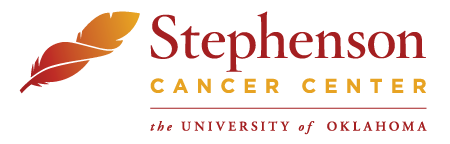 Stephenson
CANCER CENTER
the UNIVERSITY of OKLAHOMA